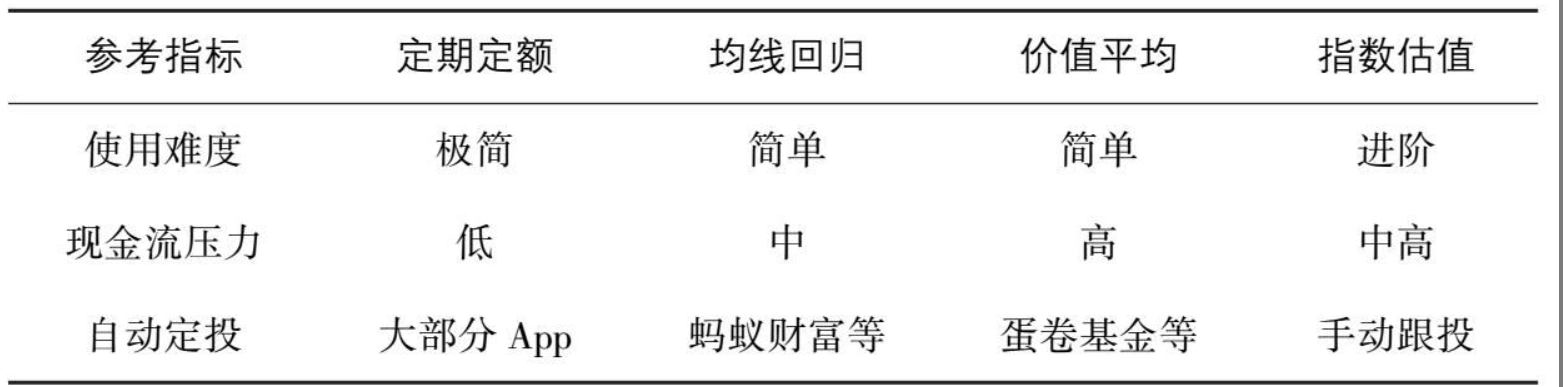 参考指标 定期定额 均线回归 价值平均 指数估值
使用难度 极简 简单 简单 进阶
现金流压力 低 中 高 中高
自动定投 大部分 App 蚂蚁财富等 蛋卷基金等 手动跟投